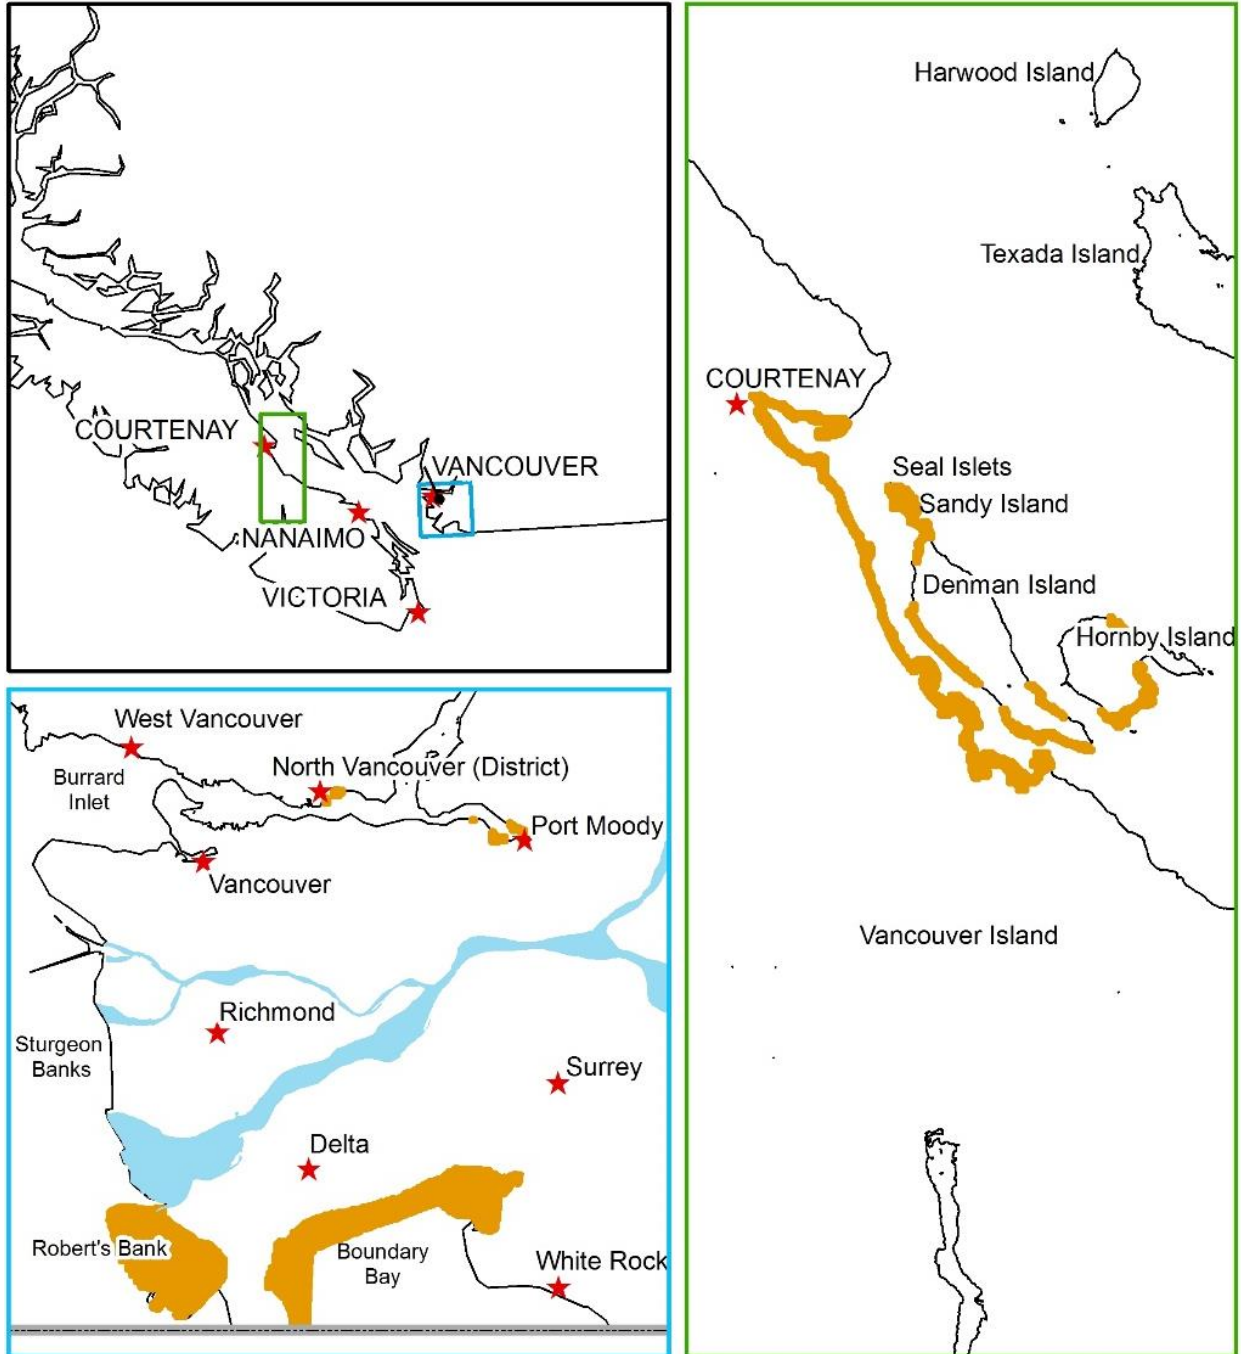 COURTENAY
VANCOUVER
NANAIMO
VICTORIA
West Vancouver
Burrard
Inlet
North Vancouver (District)
Port Moody
Vancouver
Richmond
Sturgeon
Banks
Surrey
Delta
Robert's Bank
Boundary
Bay
White Rock
Harwood Island
Texada Island
COURTENAY
Seal Islets
Sandy Island
Denman Island
Hornby Island
Vancouver Island